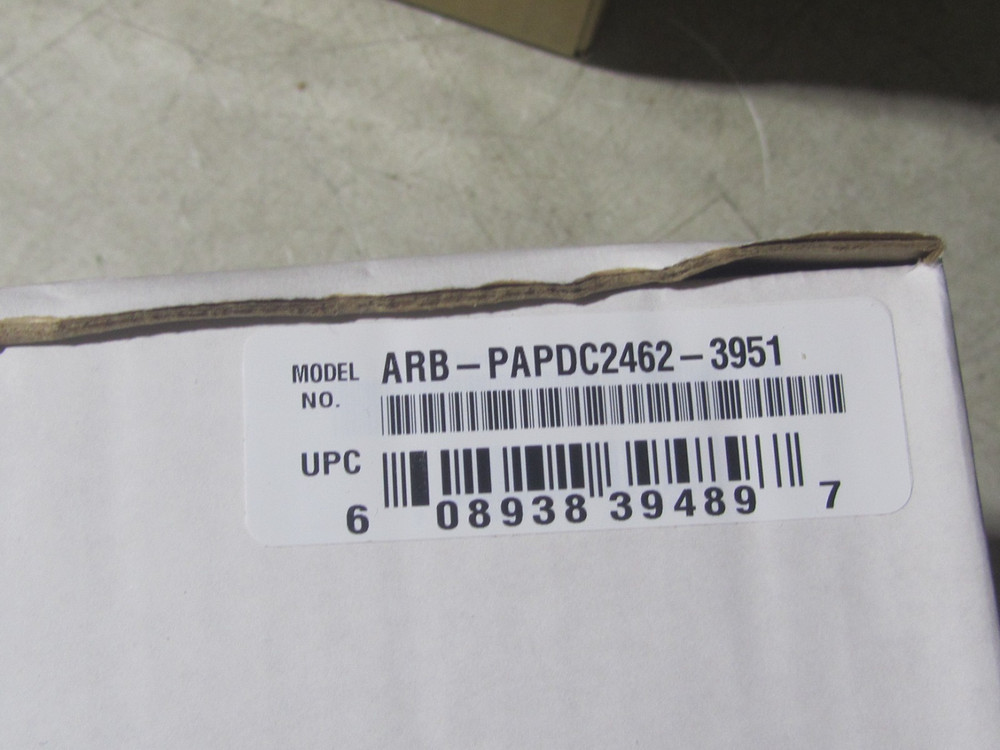 MODEL NO. ARB-PAPDC2462-3951
UPC
6 08938 39489 7